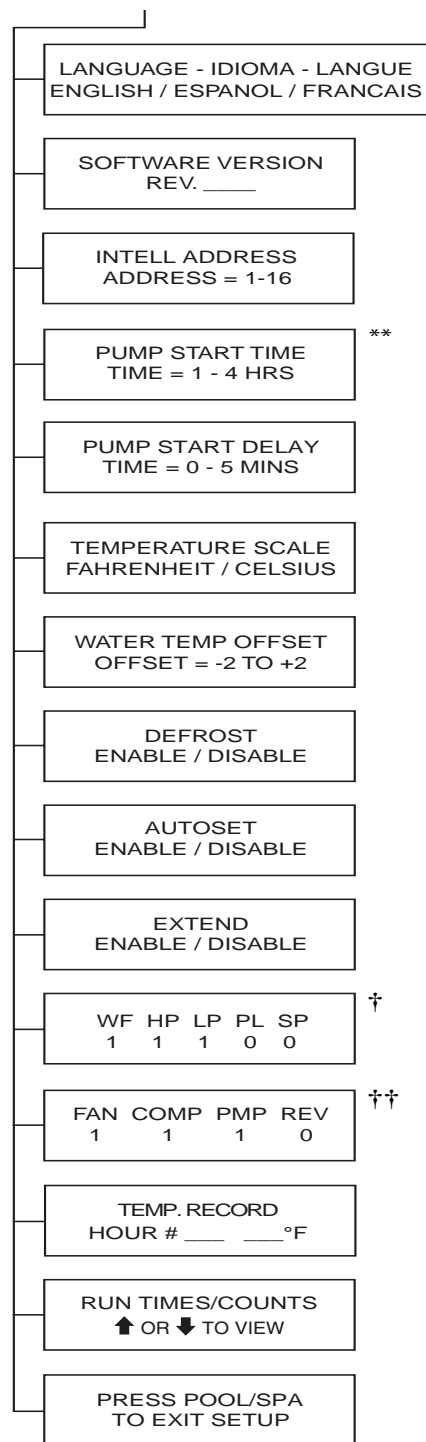 LANGUAGE - IDIOMA - LANGUE
ENGLISH / ESPANOL / FRANCAIS
SOFTWARE VERSION
REV. ____
INTELL ADDRESS
ADDRESS = 1-16
PUMP START TIME **
TIME = 1 - 4 HRS
PUMP START DELAY
TIME = 0 - 5 MINS
TEMPERATURE SCALE
FAHRENHEIT / CELSIUS
WATER TEMP OFFSET
OFFSET = -2 TO +2
DEFROST
ENABLE / DISABLE
AUTOSET
ENABLE / DISABLE
EXTEND
ENABLE / DISABLE
WF HP LP PL SP †
1 1 1 0 0
FAN COMP PMP REV ††
1 1 1 0
TEMP. RECORD
HOUR # ___ ___°F
RUN TIMES/COUNTS
⬆ OR ⬇ TO VIEW
PRESS POOL/SPA
TO EXIT SETUP